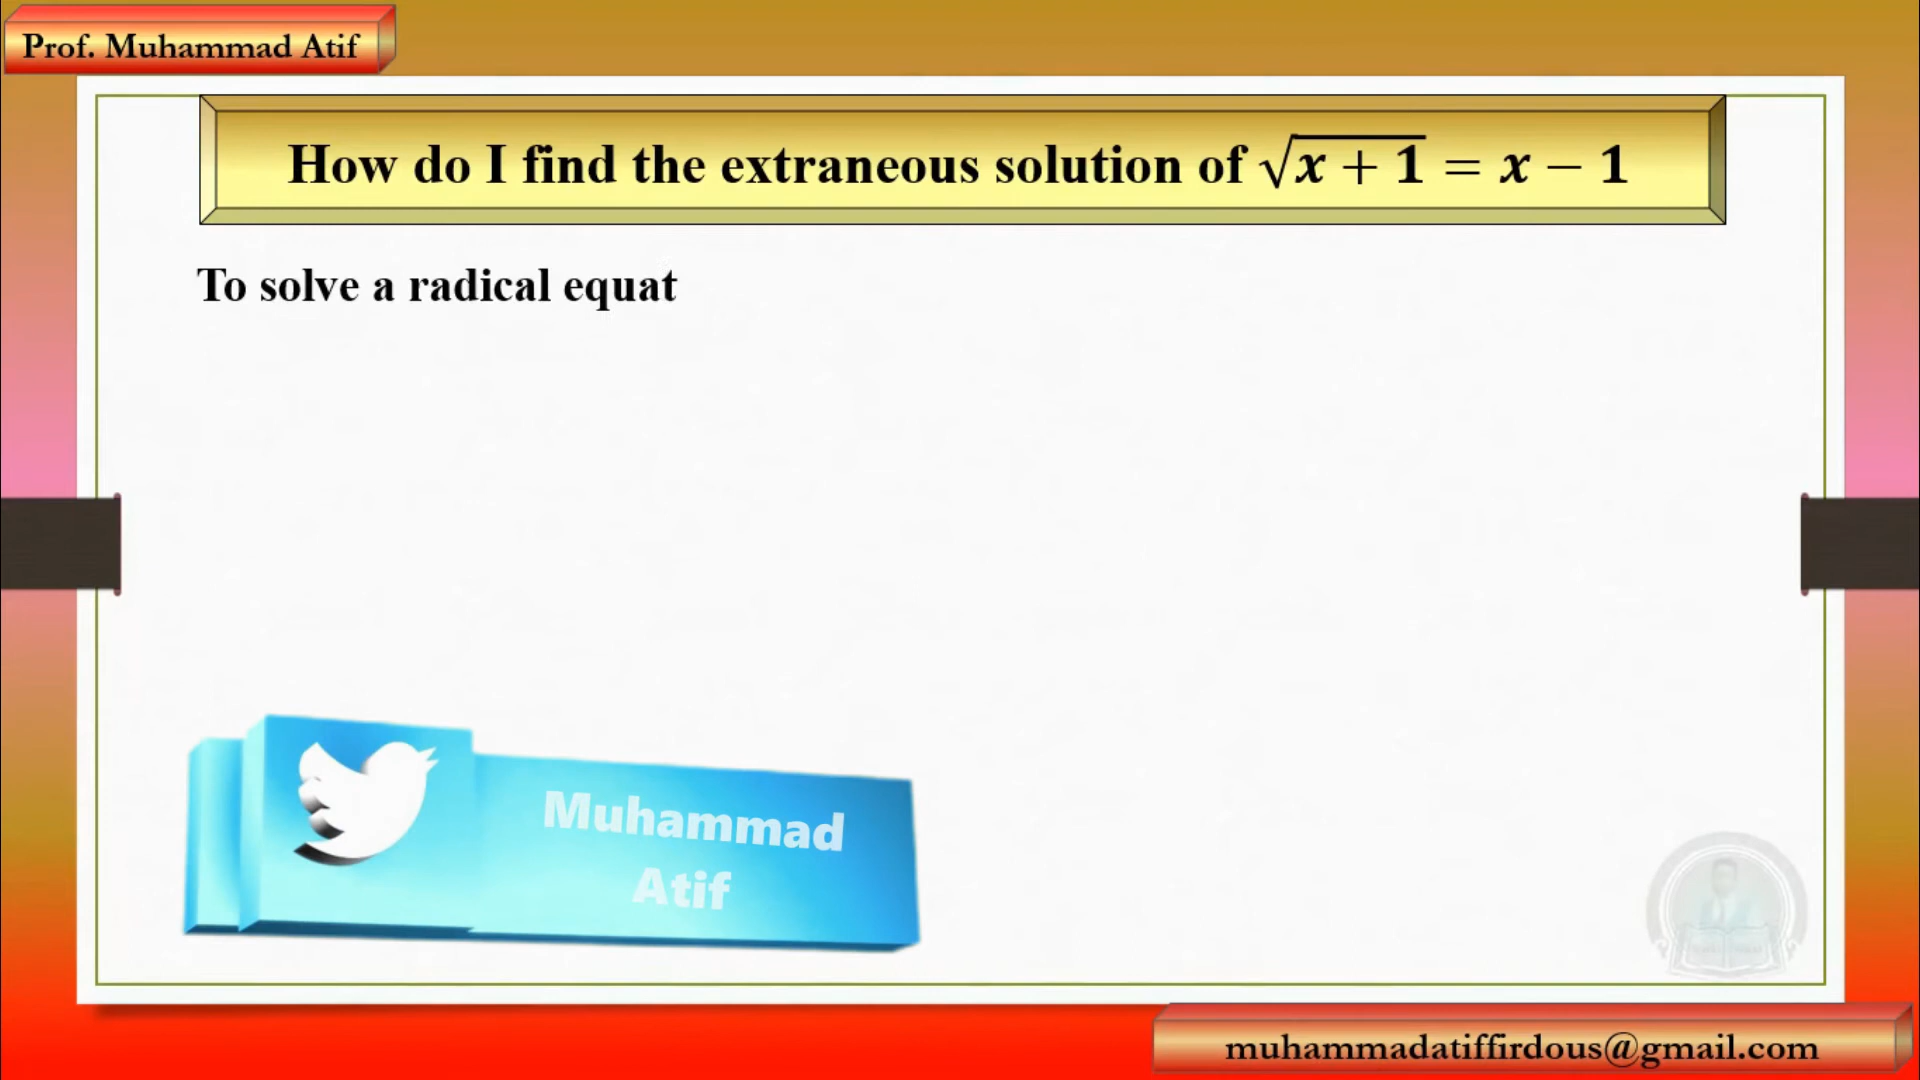 Prof. Muhammad Atif
How do I find the extraneous solution of √x + 1 = x − 1
To solve a radical equat
Muhammad
Atif
muhammadatiffirdous@gmail.com